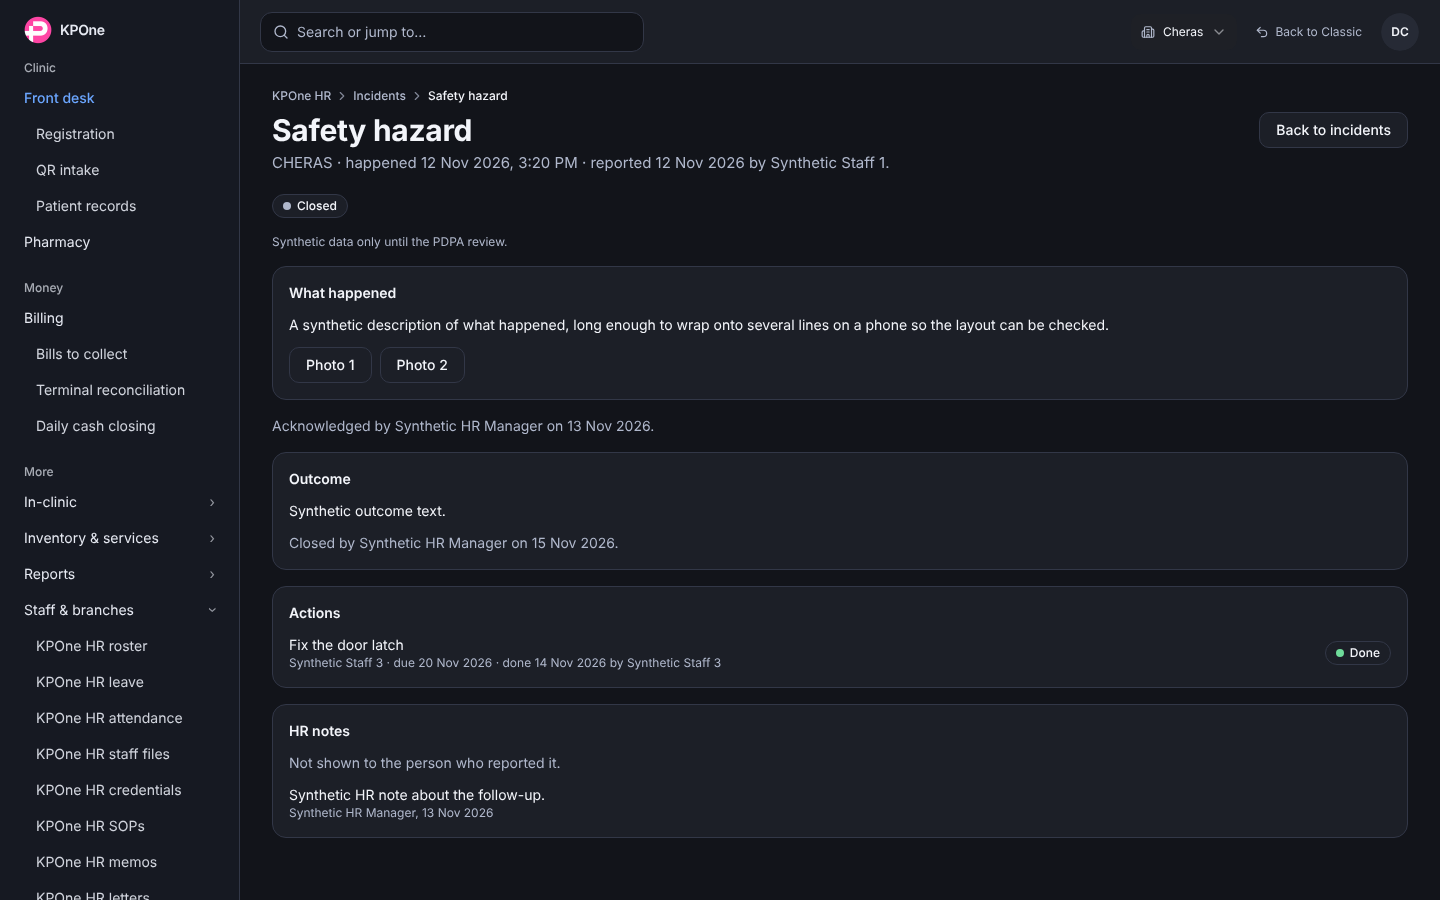 KPOne
Clinic
Front desk
Registration
QR intake
Patient records
Pharmacy
Money
Billing
Bills to collect
Terminal reconciliation
Daily cash closing
More
In-clinic
Inventory & services
Reports
Staff & branches
KPOne HR roster
KPOne HR leave
KPOne HR attendance
KPOne HR staff files
KPOne HR credentials
KPOne HR SOPs
KPOne HR memos
KPOne HR letters
Search or jump to...
Cheras
Back to Classic
DC
KPOne HR > Incidents > Safety hazard
Safety hazard
Back to incidents
CHERAS · happened 12 Nov 2026, 3:20 PM · reported 12 Nov 2026 by Synthetic Staff 1.
Closed
Synthetic data only until the PDPA review.
What happened
A synthetic description of what happened, long enough to wrap onto several lines on a phone so the layout can be checked.
Photo 1
Photo 2
Acknowledged by Synthetic HR Manager on 13 Nov 2026.
Outcome
Synthetic outcome text.
Closed by Synthetic HR Manager on 15 Nov 2026.
Actions
Fix the door latch
Synthetic Staff 3 · due 20 Nov 2026 · done 14 Nov 2026 by Synthetic Staff 3
Done
HR notes
Not shown to the person who reported it.
Synthetic HR note about the follow-up.
Synthetic HR Manager, 13 Nov 2026